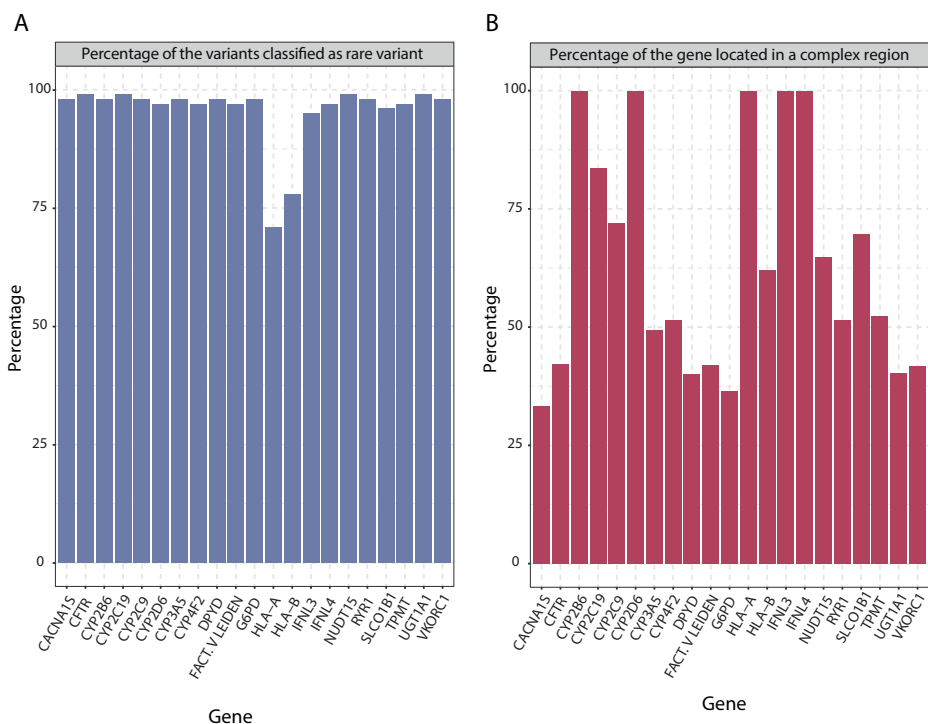 A
Percentage of the variants classified as rare variant
100
75
50
25
0
Percentage
CACNA1S
CFTR
CYP2B6
CYP2C19
CYP2C9
CYP2D6
CYP3A5
CYP4F2
DPYD
FACT. V LEIDEN
G6PD
HLA−A
HLA−B
IFNL3
IFNL4
NUDT15
RYR1
SLCO1B1
TPMT
UGT1A1
VKORC1
Gene
B
Percentage of the gene located in a complex region
100
75
50
25
0
Percentage
CACNA1S
CFTR
CYP2B6
CYP2C19
CYP2C9
CYP2D6
CYP3A5
CYP4F2
DPYD
FACT. V LEIDEN
G6PD
HLA−A
HLA−B
IFNL3
IFNL4
NUDT15
RYR1
SLCO1B1
TPMT
UGT1A1
VKORC1
Gene